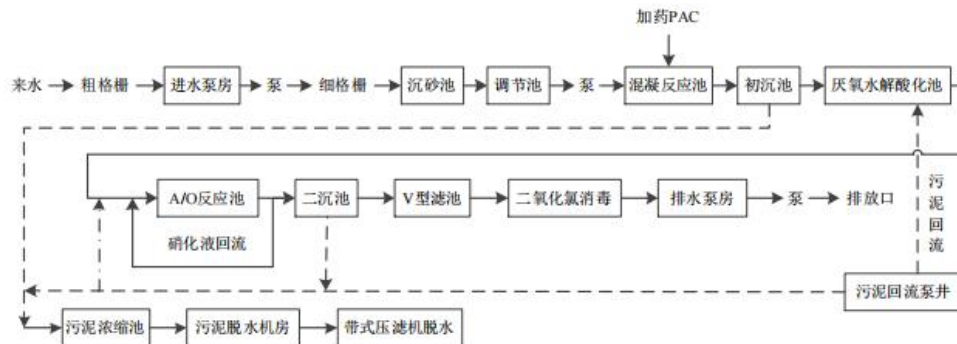 加药PAC
来水
粗格栅
进水泵房
泵
细格栅
沉砂池
调节池
泵
混凝反应池
初沉池
厌氧水解酸化池
A/O反应池
二沉池
V型滤池
二氧化氯消毒
排水泵房
泵
排放口
污泥回流
硝化液回流
污泥回流泵井
污泥浓缩池
污泥脱水机房
带式压滤机脱水